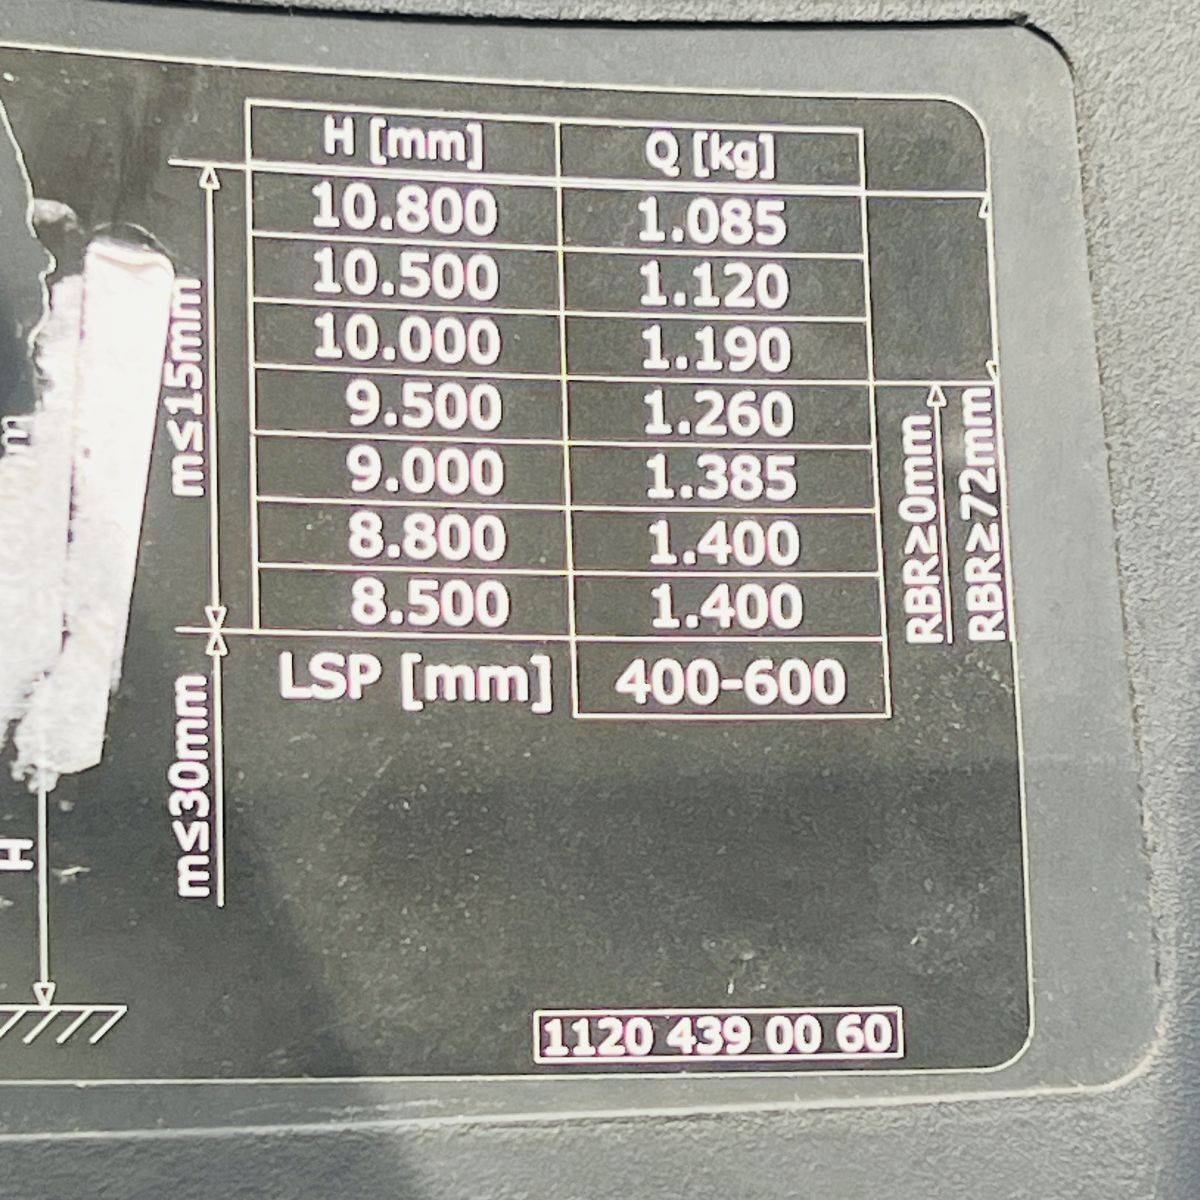 H [mm] Q [kg]
10.800 1.085
10.500 1.120
10.000 1.190
9.500 1.260
9.000 1.385
8.800 1.400
8.500 1.400
LSP [mm] 400-600
m≤15mm
m≤30mm
RBR≥0mm
RBR≥72mm
H
1120 439 00 60